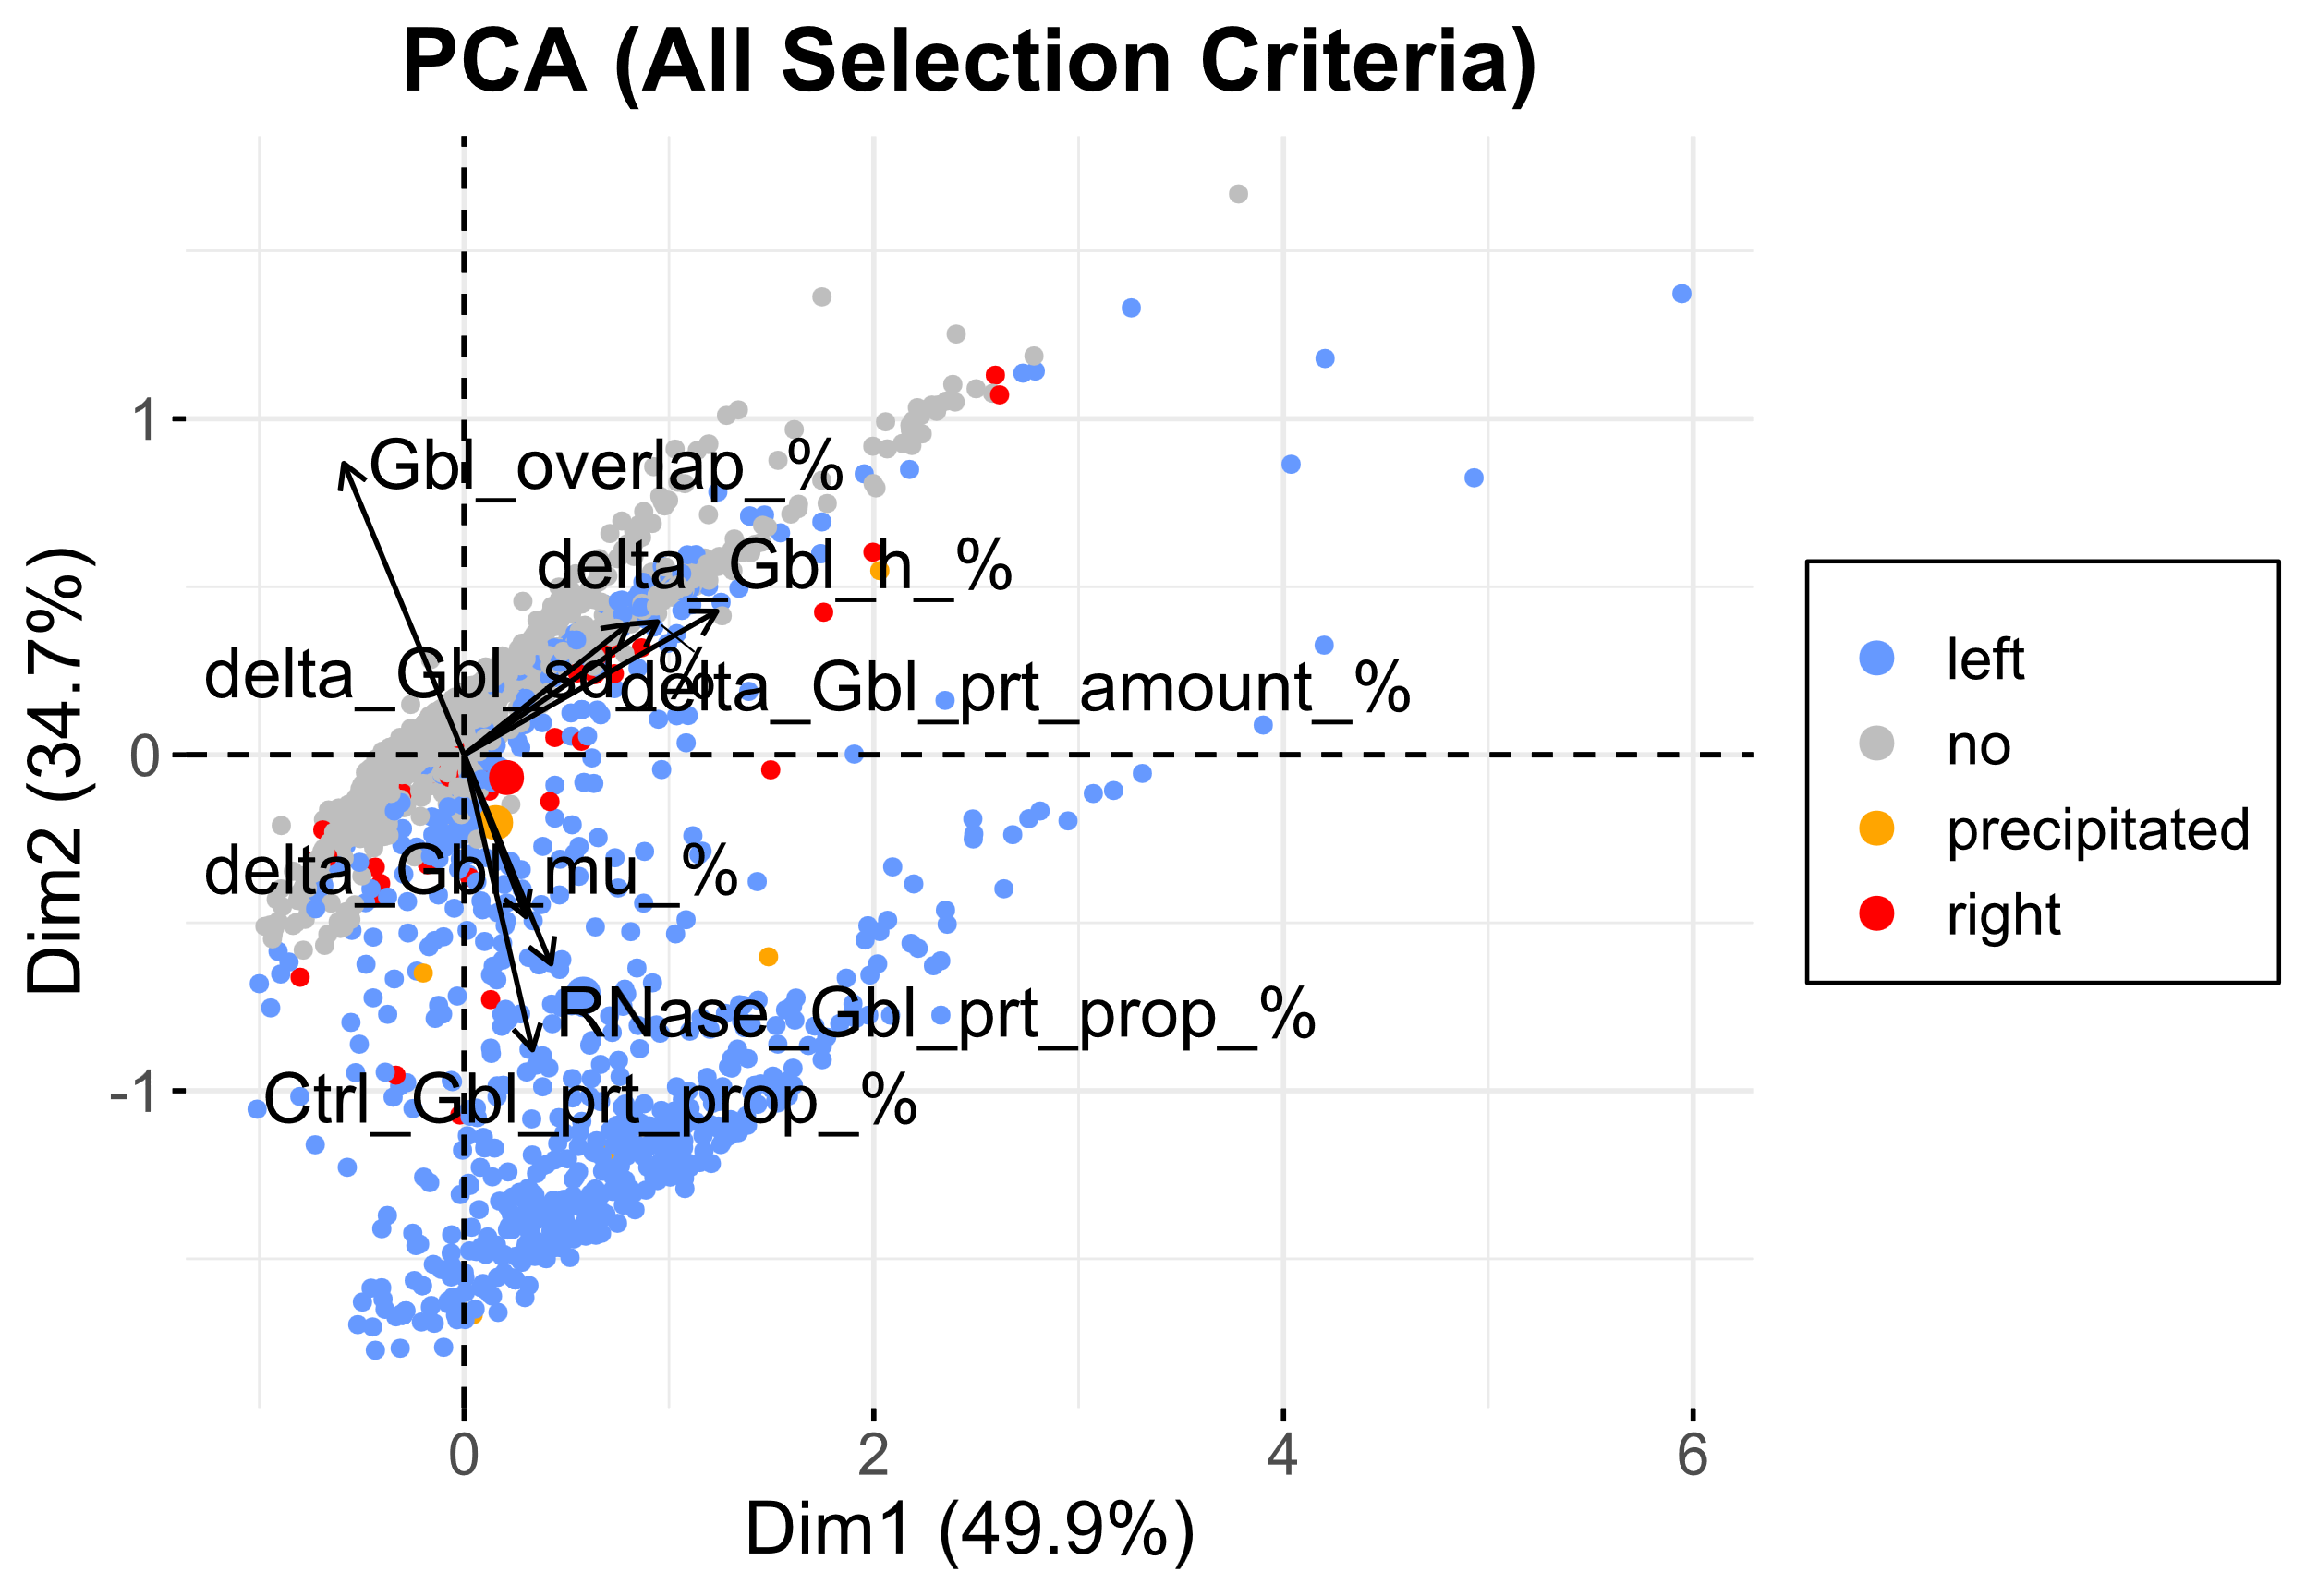 PCA (All Selection Criteria)
Dim2 (34.7%)
1
0
-1
Gbl_overlap_%
delta_Gbl_h_%
delta_Gbl_sd_%
delta_Gbl_prt_amount_%
delta_Gbl_mu_%
RNase_Gbl_prt_prop_%
Ctrl_Gbl_prt_prop_%
0
2
4
6
Dim1 (49.9%)
left
no
precipitated
right